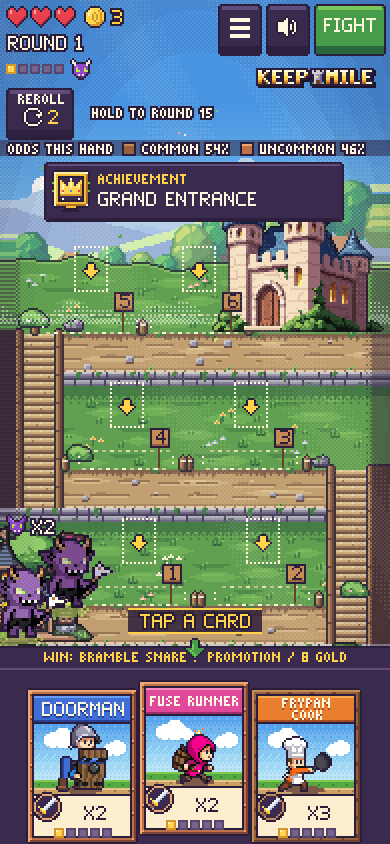 3
FIGHT
ROUND 1
KEEP MILE
REROLL
2
HOLD TO ROUND 15
ODDS THIS HAND COMMON 54% UNCOMMON 46%
ACHIEVEMENT
GRAND ENTRANCE
5
6
4
3
X2
1
2
TAP A CARD
WIN: BRAMBLE SNARE PROMOTION / 8 GOLD
DOORMAN
FUSE RUNNER
FRYPAN
COOK
X2
X2
X3